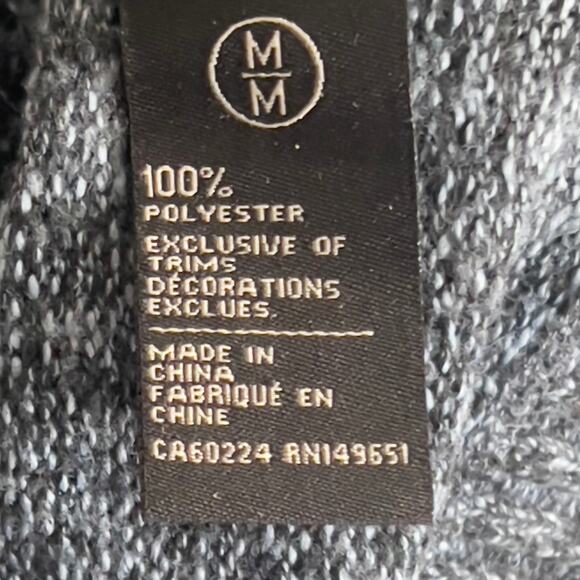 M
M
100%
POLYESTER
EXCLUSIVE OF
TRIMS
DÉCORATIONS
EXCLUES.
MADE IN
CHINA
FABRIQUÉ EN
CHINE
CA60224 RN149651